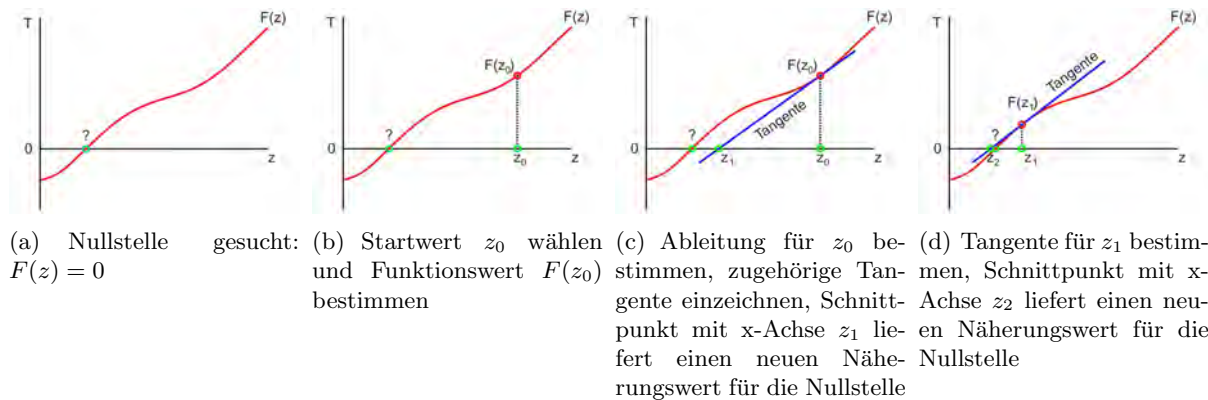 T
F(z)
?
0
z
T
F(z)
F(z₀)
?
0
z₀
z
T
F(z)
F(z₀)
Tangente
?
0
z₁
z₀
z
T
F(z)
Tangente
F(z₁)
?
0
z₂
z₁
z
(a) Nullstelle gesucht:
F(z) = 0
(b) Startwert z₀ wählen
und Funktionswert F(z₀)
bestimmen
(c) Ableitung für z₀ be-
stimmen, zugehörige Tan-
gente einzeichnen, Schnitt-
punkt mit x-Achse z₁ lie-
fert einen neuen Nähe-
rungswert für die Nullstelle
(d) Tangente für z₁ bestim-
men, Schnittpunkt mit x-
Achse z₂ liefert einen neu-
en Näherungswert für die
Nullstelle